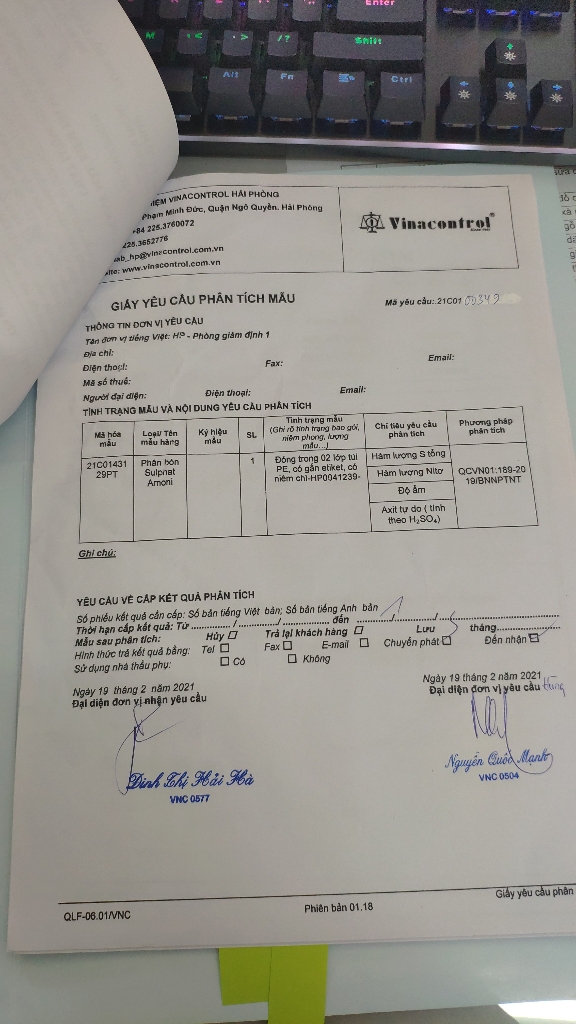 Enter
M
Shift
Alt
Fn
Ctrl
IỆM VINACONTROL HẢI PHÒNG
Phạm Minh Đức, Quận Ngô Quyền. Hải Phòng
+84 225.3760072
225.3652776
lab_hp@vinacontrol.com.vn
site: www.vinacontrol.com.vn
Vinacontrol
GIẤY YÊU CẦU PHÂN TÍCH MẪU
Mã yêu cầu:.21C01 00349
THÔNG TIN ĐƠN VỊ YÊU CẦU
Tên đơn vị tiếng Việt: HP - Phòng giám định 1
Địa chỉ:
Điện thoại: Fax: Email:
Mã số thuế:
Người đại diện: Điện thoại: Email:
TÌNH TRẠNG MẪU VÀ NỘI DUNG YÊU CẦU PHÂN TÍCH
Mã hóa mẫu
Loại/ Tên mẫu hàng
Ký hiệu mẫu
SL
Tình trạng mẫu
(Ghi rõ tình trạng bao gói, niêm phong, lượng mẫu...)
Chỉ tiêu yêu cầu phân tích
Phương pháp phân tích
21C01431
29PT
Phân bón
Sulphat
Amoni
1
Đóng trong 02 lớp túi
PE, có gắn etiket, có
niêm chì-HP0041239-
Hàm lượng S tổng
Hàm lượng Nitơ
Độ ẩm
Axit tự do ( tính
theo H₂SO₄)
QCVN01:189-20
19/BNNPTNT
Ghi chú:
YÊU CẦU VỀ CẤP KẾT QUẢ PHÂN TÍCH
Số phiếu kết quả cần cấp: Số bản tiếng Việt bản; Số bản tiếng Anh bản 1
Thời hạn cấp kết quả: Từ ........../........../.......... đến ........../........../..........
Mẫu sau phân tích: Hủy ☐ Trả lại khách hàng ☐ Lưu 3 tháng..........
Hình thức trả kết quả bằng: Tel ☐ Fax ☐ E-mail ☐ Chuyển phát ☐ Đến nhận ☑
Sử dụng nhà thầu phụ: ☐ Có ☐ Không
Ngày 19 tháng 2 năm 2021
Đại diện đơn vị nhận yêu cầu
Đinh Thị Hải Hà
VNC 0577
Ngày 19 tháng 2 năm 2021
Đại diện đơn vị yêu cầu
Nguyễn Quốc Mạnh
VNC 0504
Giấy yêu cầu phân
QLF-06.01/VNC
Phiên bản 01.18